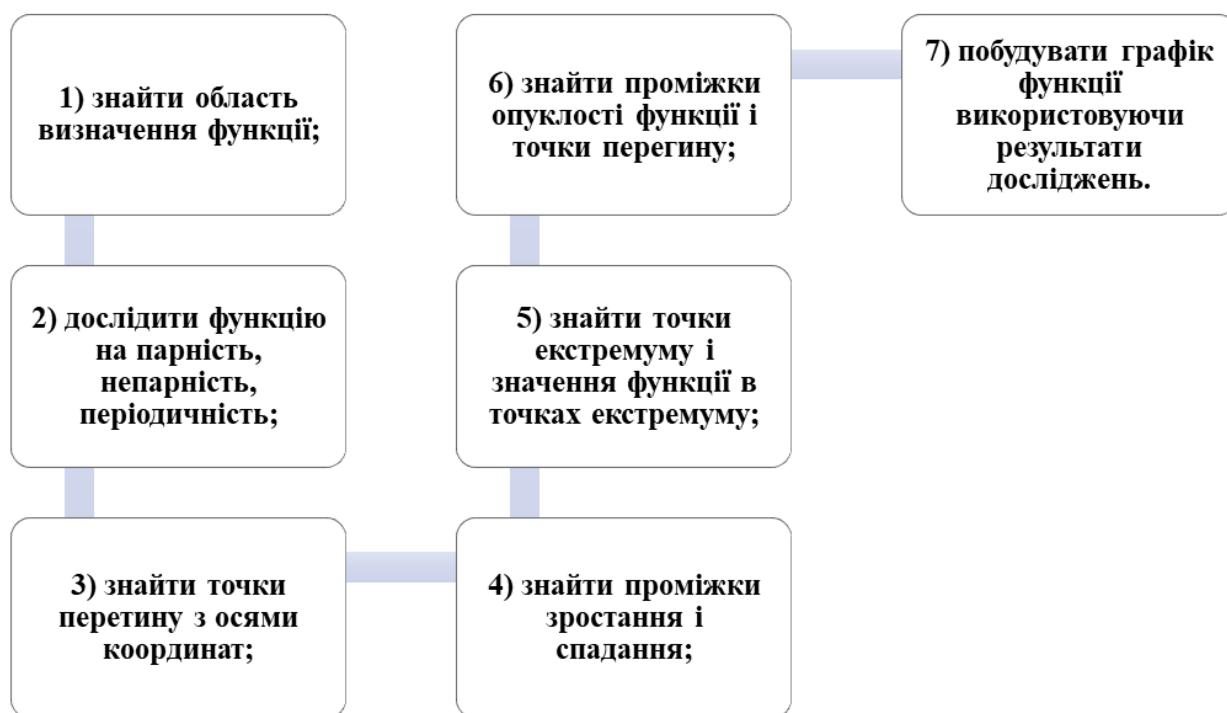 1) знайти область
визначення функції;
2) дослідити функцію
на парність,
непарність,
періодичність;
3) знайти точки
перетину з осями
координат;
4) знайти проміжки
зростання і
спадання;
5) знайти точки
екстремуму і
значення функції в
точках екстремуму;
6) знайти проміжки
опуклості функції і
точки перегину;
7) побудувати графік
функції
використовуючи
результати
досліджень.